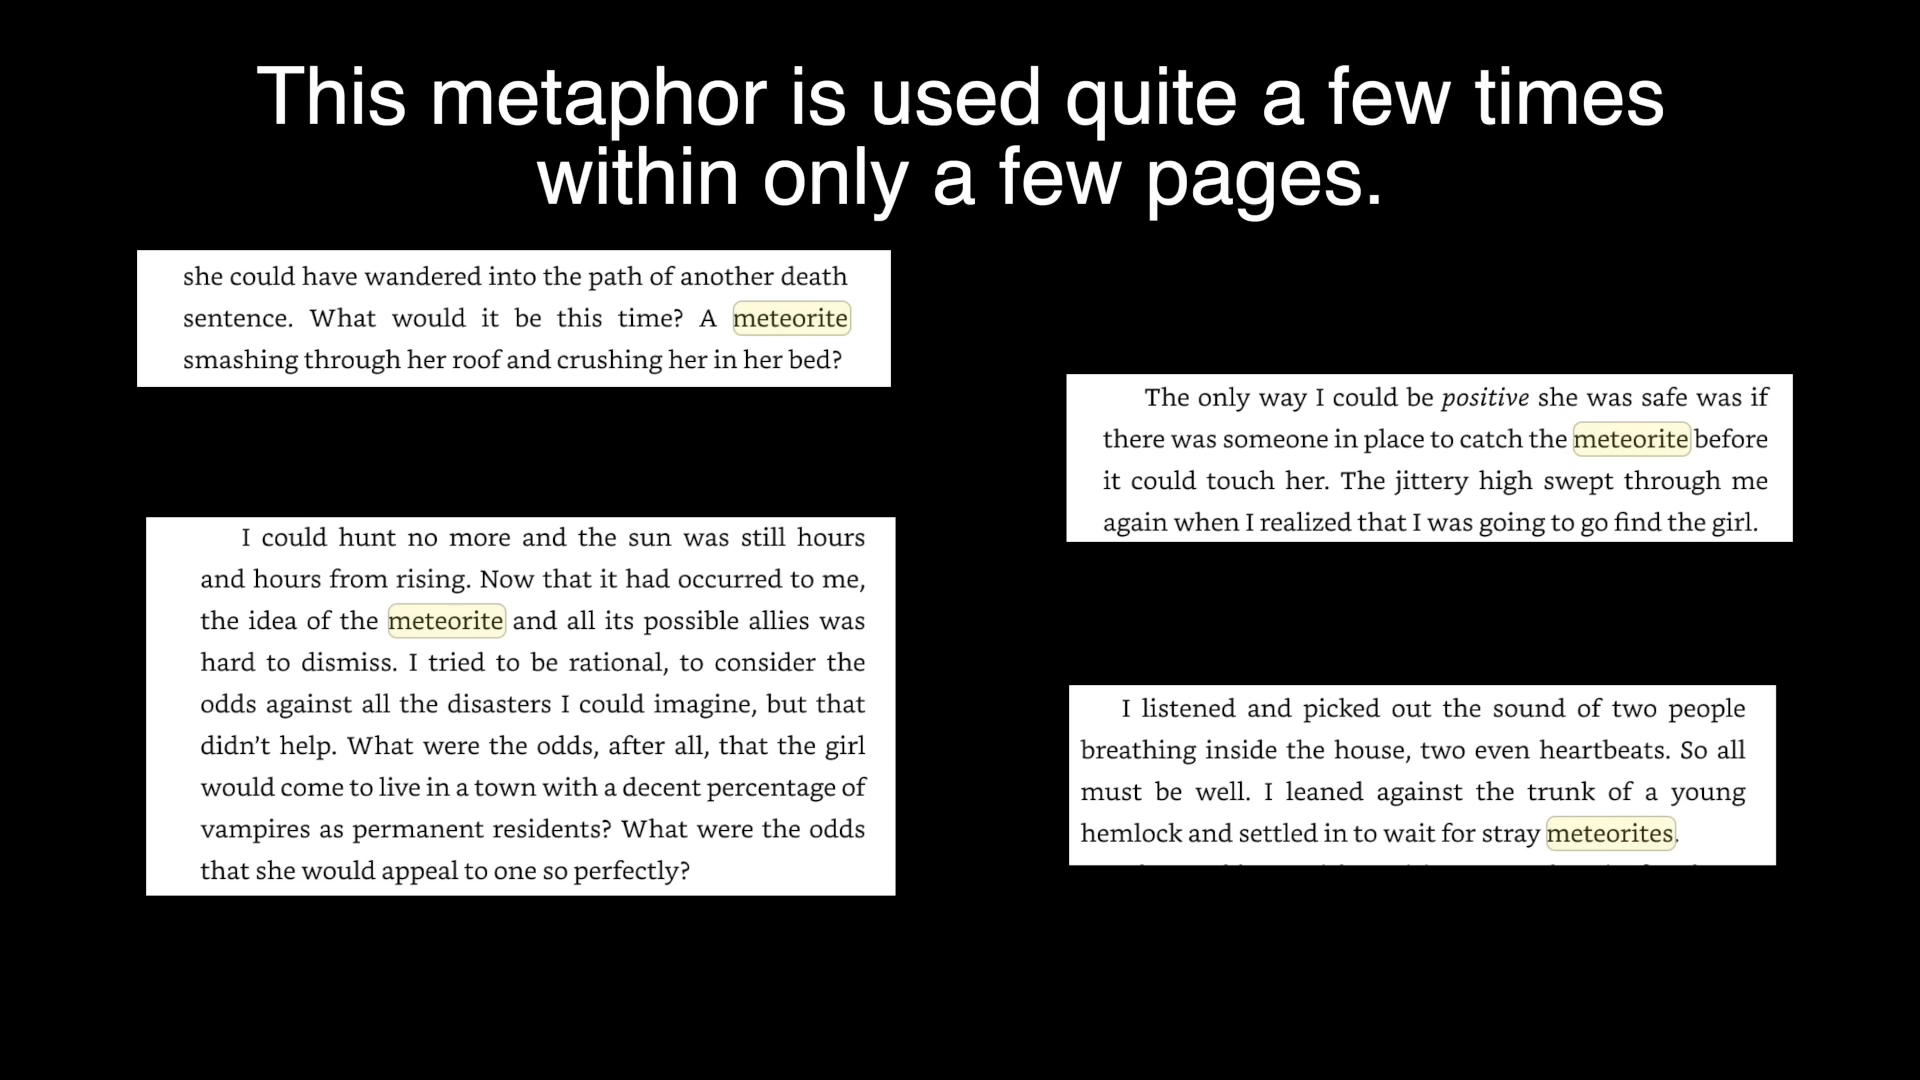 This metaphor is used quite a few times
within only a few pages.
she could have wandered into the path of another death
sentence. What would it be this time? A meteorite
smashing through her roof and crushing her in her bed?
The only way I could be positive she was safe was if
there was someone in place to catch the meteorite before
it could touch her. The jittery high swept through me
again when I realized that I was going to go find the girl.
I could hunt no more and the sun was still hours
and hours from rising. Now that it had occurred to me,
the idea of the meteorite and all its possible allies was
hard to dismiss. I tried to be rational, to consider the
odds against all the disasters I could imagine, but that
didn’t help. What were the odds, after all, that the girl
would come to live in a town with a decent percentage of
vampires as permanent residents? What were the odds
that she would appeal to one so perfectly?
I listened and picked out the sound of two people
breathing inside the house, two even heartbeats. So all
must be well. I leaned against the trunk of a young
hemlock and settled in to wait for stray meteorites.